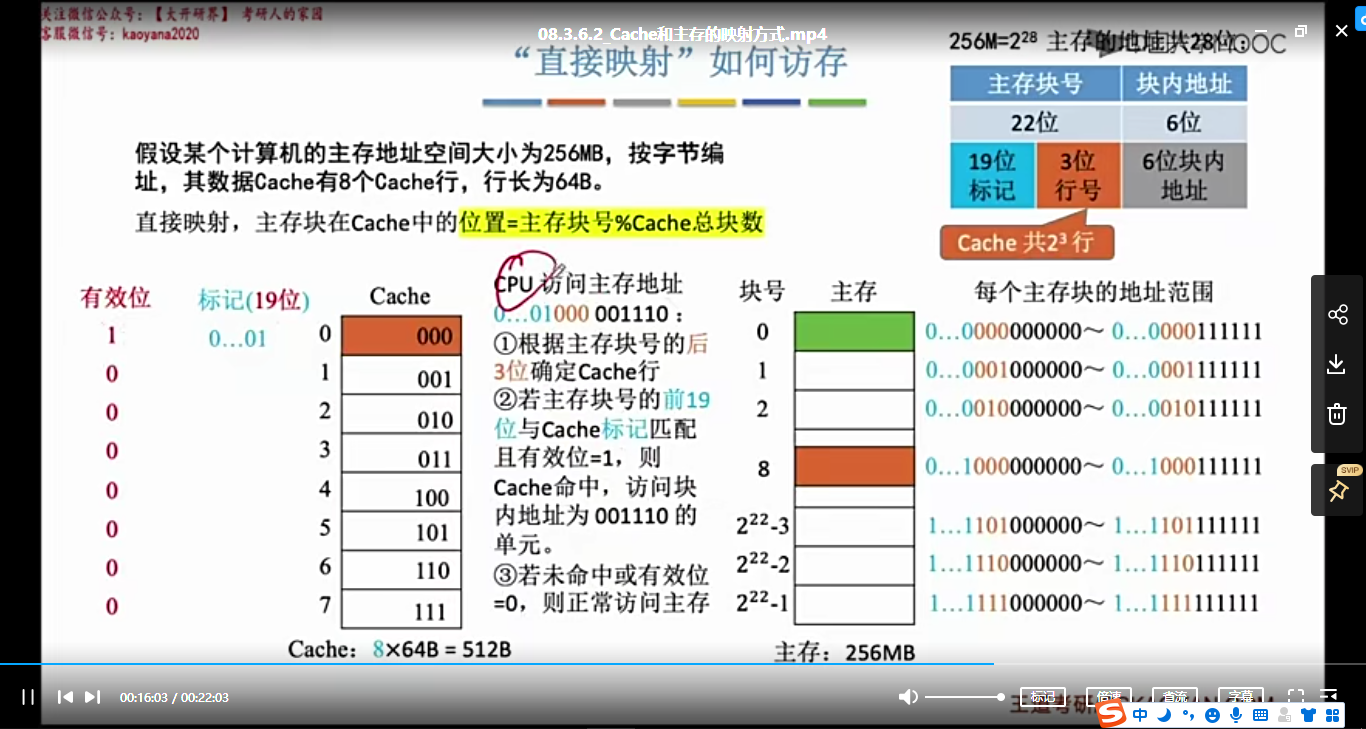 关注微信公众号：【大开研界】 考研人的家园
客服微信号：kaoyana2020
08.3.6.2_Cache和主存的映射方式.mp4
“直接映射”如何访存
256M=2²⁸ 主存的地址共28位:
主存块号 块内地址
22位 6位
19位标记 3位行号 6位块内地址
Cache 共2³ 行
假设某个计算机的主存地址空间大小为256MB，按字节编
址，其数据Cache有8个Cache行，行长为64B。
直接映射，主存块在Cache中的位置=主存块号%Cache总块数
有效位 标记(19位) Cache
1 0…01 0 000
0 1 001
0 2 010
0 3 011
0 4 100
0 5 101
0 6 110
0 7 111
Cache：8×64B = 512B
CPU 访问主存地址
0…01000 001110：
①根据主存块号的后
3位确定Cache行
②若主存块号的前19
位与Cache标记匹配
且有效位=1，则
Cache命中，访问块
内地址为 001110 的
单元。
③若未命中或有效位
=0，则正常访问主存
块号 主存 每个主存块的地址范围
0 0…0000000000～ 0…0000111111
1 0…0001000000～ 0…0001111111
2 0…0010000000～ 0…0010111111
8 0…1000000000～ 0…1000111111
2²²-3 1…1101000000～ 1…1101111111
2²²-2 1…1110000000～ 1…1110111111
2²²-1 1…1111000000～ 1…1111111111
主存：256MB
SVIP
00:16:03 / 00:22:03
标记 倍速 直流 字幕
王道考研
中